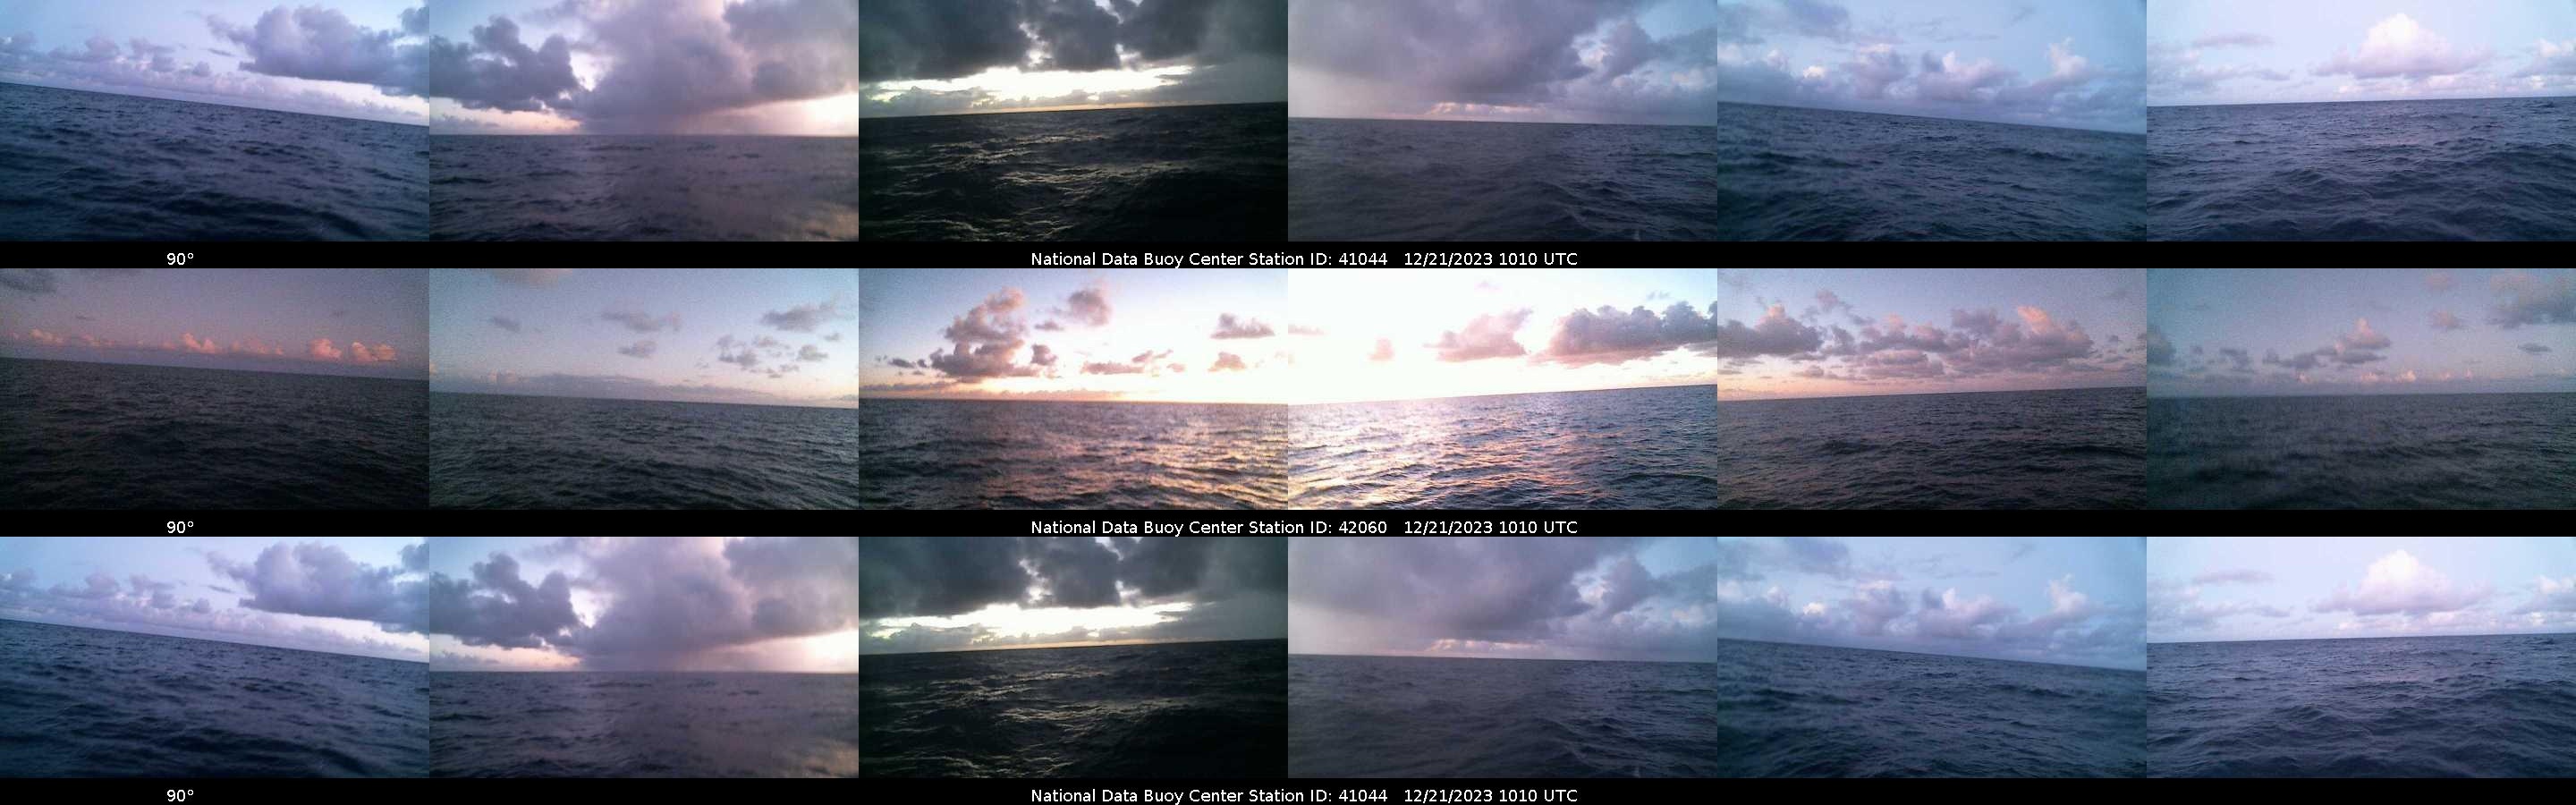 90° National Data Buoy Center Station ID: 41044 12/21/2023 1010 UTC
90° National Data Buoy Center Station ID: 42060 12/21/2023 1010 UTC
90° National Data Buoy Center Station ID: 41044 12/21/2023 1010 UTC